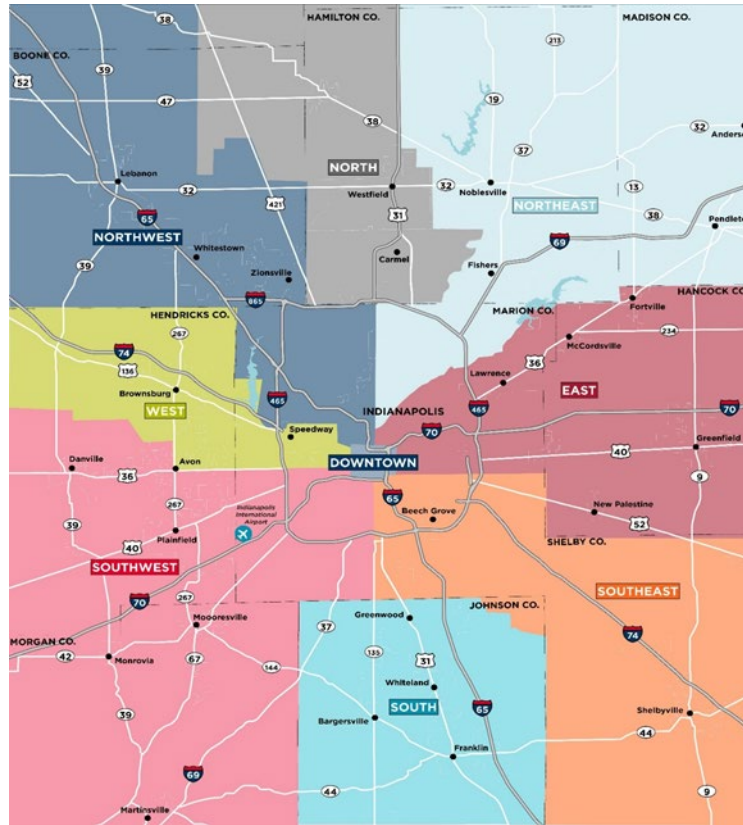 HAMILTON CO.
MADISON CO.
38
213
BOONE CO.
39
52
19
47
38
37
32
Anders
NORTH
Lebanon
32
Westfield
32
Noblesville
13
421
31
NORTHEAST
38
Pendlet
65
NORTHWEST
69
39
Whitestown
Carmel
Zionsville
Fishers
865
HANCOCK CO.
Fortville
HENDRICKS CO.
MARION CO.
267
234
74
McCordsville
136
36
Lawrence
Brownsburg
EAST
465
465
WEST
INDIANAPOLIS
70
70
Speedway
40
Greenfield
Danville
Avon
DOWNTOWN
36
9
65
267
Indianapolis
International
Airport
Beech Grove
New Palestine
39
52
Plainfield
40
SHELBY CO.
SOUTHWEST
SOUTHEAST
70
267
JOHNSON CO.
Greenwood
Moooresville
37
74
MORGAN CO.
42
Monrovia
67
144
135
31
Whiteland
39
SOUTH
65
Shelbyville
Bargersville
44
Franklin
69
44
9
Martinsville